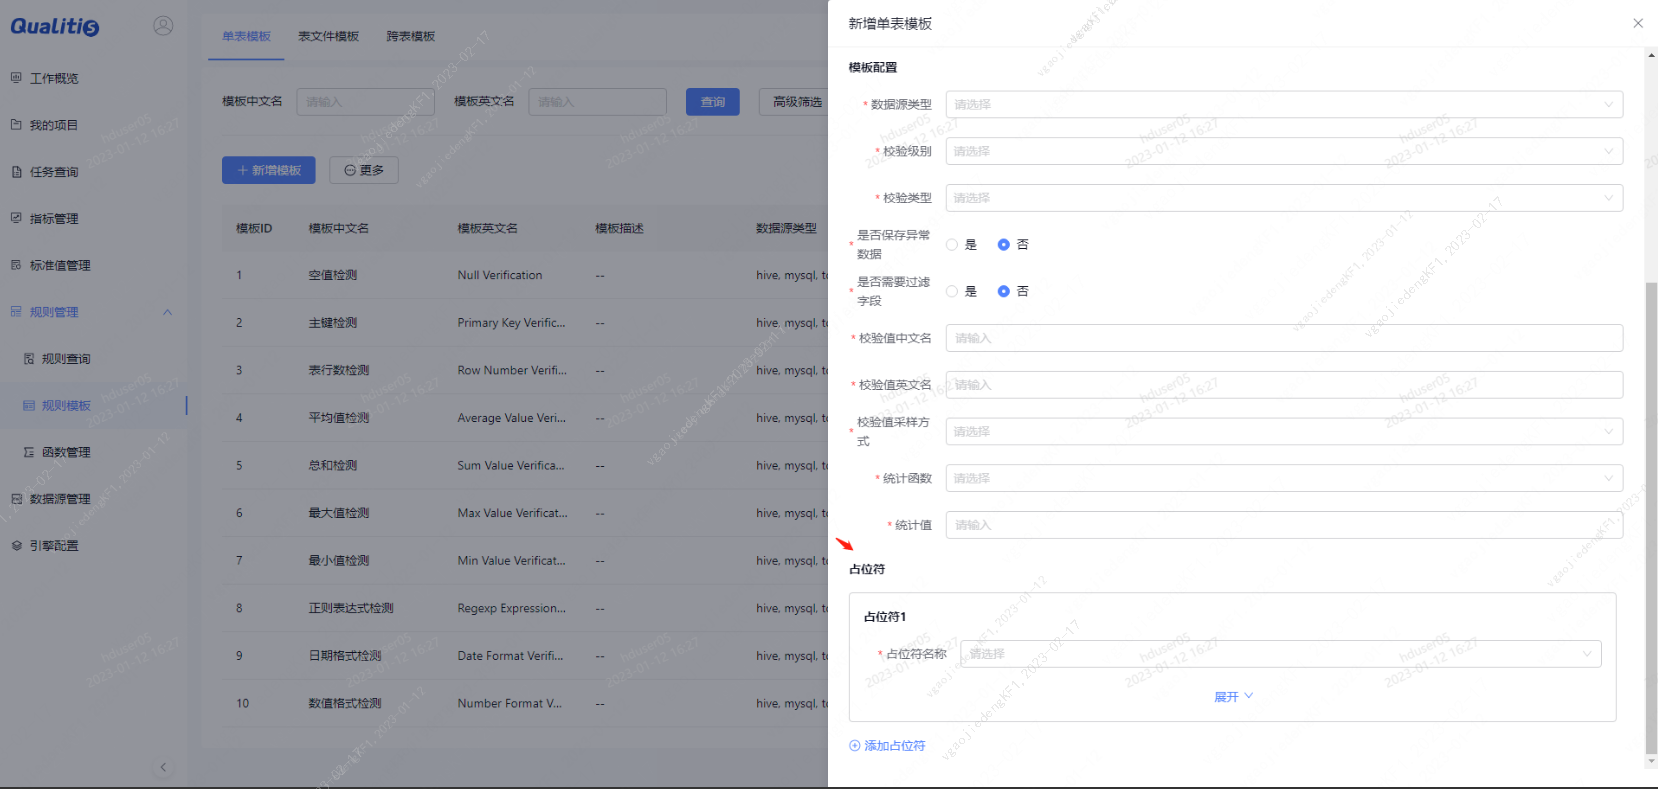 Qualitis
工作概览
我的项目
任务查询
指标管理
标准值管理
规则管理
规则查询
规则模板
函数管理
数据源管理
引擎配置
单表模板 表文件模板 跨表模板
模板中文名 请输入 模板英文名 请输入 查询 高级筛选
新增模板 更多
模板ID 模板中文名 模板英文名 模板描述 数据源类型
1 空值检测 Null Verification -- hive, mysql, t
2 主键检测 Primary Key Verific... -- hive, mysql, t
3 表行数检测 Row Number Verifi... -- hive, mysql, t
4 平均值检测 Average Value Veri... -- hive, mysql, t
5 总和检测 Sum Value Verifica... -- hive, mysql, t
6 最大值检测 Max Value Verificat... -- hive, mysql, t
7 最小值检测 Min Value Verificat... -- hive, mysql, t
8 正则表达式检测 Regexp Expression... -- hive, mysql, t
9 日期格式检测 Date Format Verifi... -- hive, mysql, t
10 数值格式检测 Number Format V... -- hive, mysql, t
新增单表模板
模板配置
* 数据源类型 请选择
* 校验级别 请选择
* 校验类型 请选择
* 是否保存异常
数据 是 否
* 是否需要过滤
字段 是 否
* 校验值中文名 请输入
* 校验值英文名 请输入
* 校验值采样方
式 请选择
* 统计函数 请选择
* 统计值 请输入
占位符
占位符1
* 占位符名称 请选择
展开
添加占位符
hduser05
2023-01-12 16:27
vgaojiedengKF1,2023-02-17